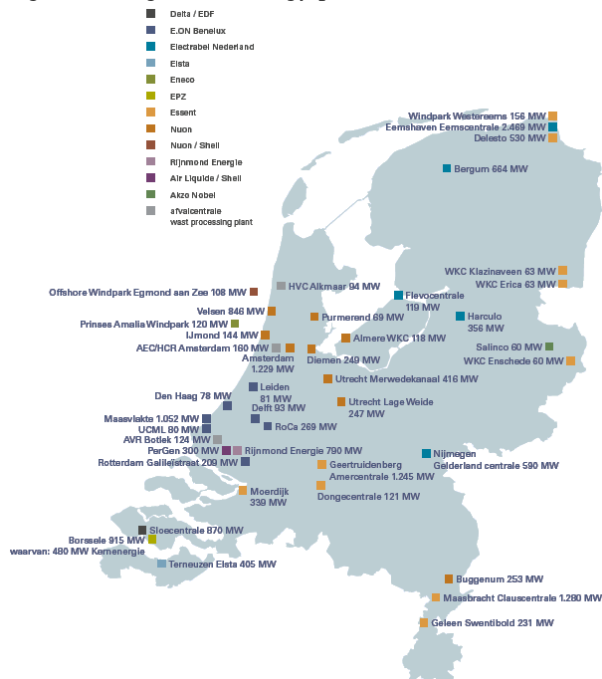 Delta / EDF
E.ON Benelux
Electrabel Nederland
Elsta
Eneco
EPZ
Essent
Nuon
Nuon / Shell
Rijnmond Energie
Air Liquide / Shell
Akzo Nobel
afvalcentrale
wast processing plant
Windpark Westereems 156 MW
Eemshaven Eemscentrale 2.469 MW
Delesto 530 MW
Bergum 664 MW
WKC Klazinaveen 63 MW
WKC Erica 63 MW
HVC Alkmaar 94 MW
Offshore Windpark Egmond aan Zee 108 MW
Flevocentrale
119 MW
Velsen 846 MW
Purmerend 69 MW
Harculo
356 MW
Prinses Amalia Windpark 120 MW
IJmond 144 MW
Almere WKC 118 MW
Salinco 60 MW
AEC/HCR Amsterdam 160 MW
Amsterdam
1.229 MW
Diemen 249 MW
WKC Enschede 60 MW
Utrecht Merwedekanaal 416 MW
Leiden
81 MW
Den Haag 78 MW
Utrecht Lage Weide
247 MW
Delft 93 MW
Maasvlakte 1.052 MW
RoCa 269 MW
UCML 80 MW
AVR Botlek 124 MW
PerGen 300 MW
Rijnmond Energie 790 MW
Nijmegen
Gelderland centrale 590 MW
Rotterdam Galileïstraat 209 MW
Geertruidenberg
Amercentrale 1.245 MW
Moerdijk
339 MW
Dongecentrale 121 MW
Sloecentrale 870 MW
Borssele 915 MW
waarvan: 480 MW Kernenergie
Terneuzen Elsta 405 MW
Buggenum 253 MW
Maasbracht Clauscentrale 1.280 MW
Geleen Swentibold 231 MW